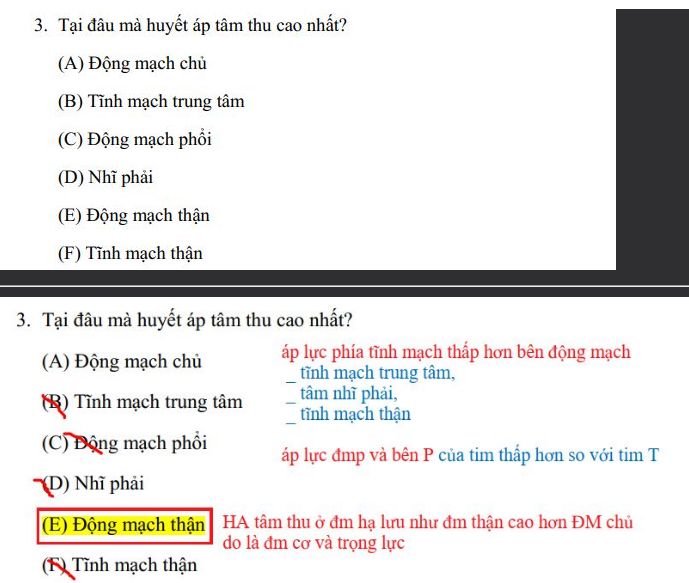 3. Tại đâu mà huyết áp tâm thu cao nhất?
(A) Động mạch chủ
(B) Tĩnh mạch trung tâm
(C) Động mạch phổi
(D) Nhĩ phải
(E) Động mạch thận
(F) Tĩnh mạch thận
3. Tại đâu mà huyết áp tâm thu cao nhất?
(A) Động mạch chủ
(B) Tĩnh mạch trung tâm
(C) Động mạch phổi
(D) Nhĩ phải
(E) Động mạch thận
(F) Tĩnh mạch thận
áp lực phía tĩnh mạch thấp hơn bên động mạch
_ tĩnh mạch trung tâm,
_ tâm nhĩ phải,
_ tĩnh mạch thận
áp lực đmp và bên P của tim thấp hơn so với tim T
HA tâm thu ở đm hạ lưu như đm thận cao hơn ĐM chủ
do là đm cơ và trọng lực